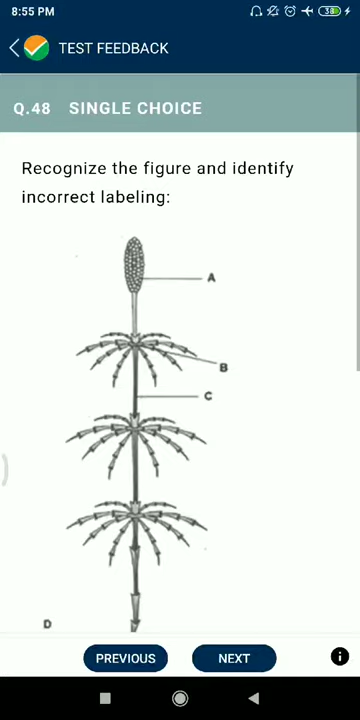 8:55 PM
38
TEST FEEDBACK
Q.48 SINGLE CHOICE
Recognize the figure and identify
incorrect labeling:
A
B
C
D
PREVIOUS
NEXT